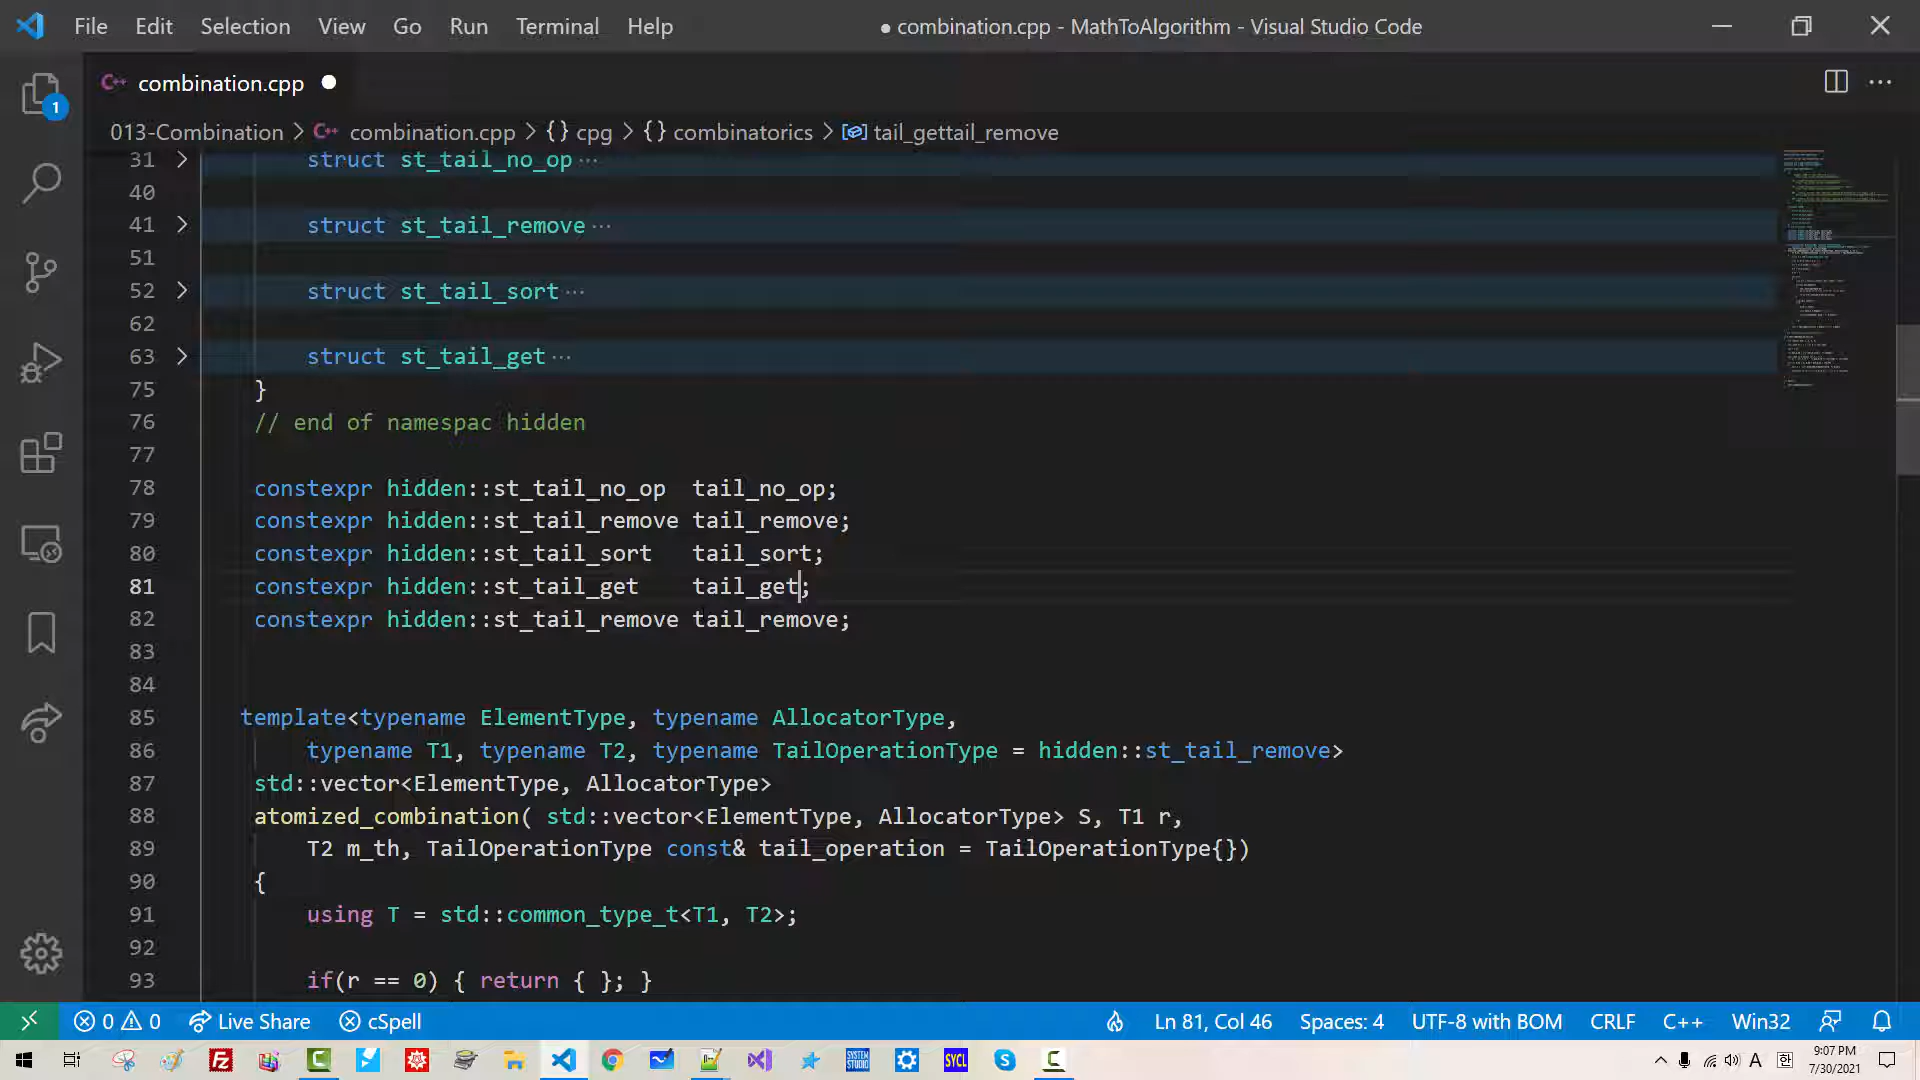 File Edit Selection View Go Run Terminal Help
● combination.cpp - MathToAlgorithm - Visual Studio Code
C++ combination.cpp ●
1
013-Combination > C++ combination.cpp > {} cpg > {} combinatorics > tail_gettail_remove
31 > struct st_tail_no_op ···
40
41 > struct st_tail_remove ···
51
52 > struct st_tail_sort ···
62
63 > struct st_tail_get ···
75 }
76 // end of namespac hidden
77
78 constexpr hidden::st_tail_no_op tail_no_op;
79 constexpr hidden::st_tail_remove tail_remove;
80 constexpr hidden::st_tail_sort tail_sort;
81 constexpr hidden::st_tail_get tail_get;
82 constexpr hidden::st_tail_remove tail_remove;
83
84
85 template<typename ElementType, typename AllocatorType,
86 typename T1, typename T2, typename TailOperationType = hidden::st_tail_remove>
87 std::vector<ElementType, AllocatorType>
88 atomized_combination( std::vector<ElementType, AllocatorType> S, T1 r,
89 T2 m_th, TailOperationType const& tail_operation = TailOperationType{})
90 {
91 using T = std::common_type_t<T1, T2>;
92
93 if(r == 0) { return { }; }
0 0 Live Share cSpell Ln 81, Col 46 Spaces: 4 UTF-8 with BOM CRLF C++ Win32
SYSTEM STUDIO SYCL A 한 9:07 PM
7/30/2021